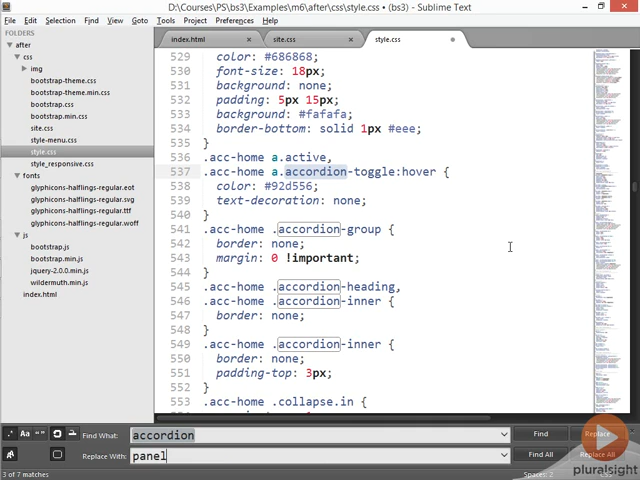 D:\Courses\PS\bs3\Examples\m6\after\css\style.css • (bs3) - Sublime Text
File Edit Selection Find View Goto Tools Project Preferences Help
FOLDERS
after
css
img
bootstrap-theme.css
bootstrap-theme.min.css
bootstrap.css
bootstrap.min.css
site.css
style-menu.css
style.css
style_responsive.css
fonts
glyphicons-halflings-regular.eot
glyphicons-halflings-regular.svg
glyphicons-halflings-regular.ttf
glyphicons-halflings-regular.woff
js
bootstrap.js
bootstrap.min.js
jquery-2.0.0.min.js
wildermuth.min.js
index.html
index.html site.css style.css
529 color: #686868;
530 font-size: 18px;
531 background: none;
532 padding: 5px 15px;
533 background: #fafafa;
534 border-bottom: solid 1px #eee;
535 }
536 .acc-home a.active,
537 .acc-home a.accordion-toggle:hover {
538 color: #92d556;
539 text-decoration: none;
540 }
541 .acc-home .accordion-group {
542 border: none;
543 margin: 0 !important;
544 }
545 .acc-home .accordion-heading,
546 .acc-home .accordion-inner {
547 border: none;
548 }
549 .acc-home .accordion-inner {
550 border: none;
551 padding-top: 3px;
552 }
553 .acc-home .collapse.in {
Find What: accordion Find Replace
Replace With: panel Find All Replace All
3 of 7 matches Spaces: 2 CSS
pluralsight